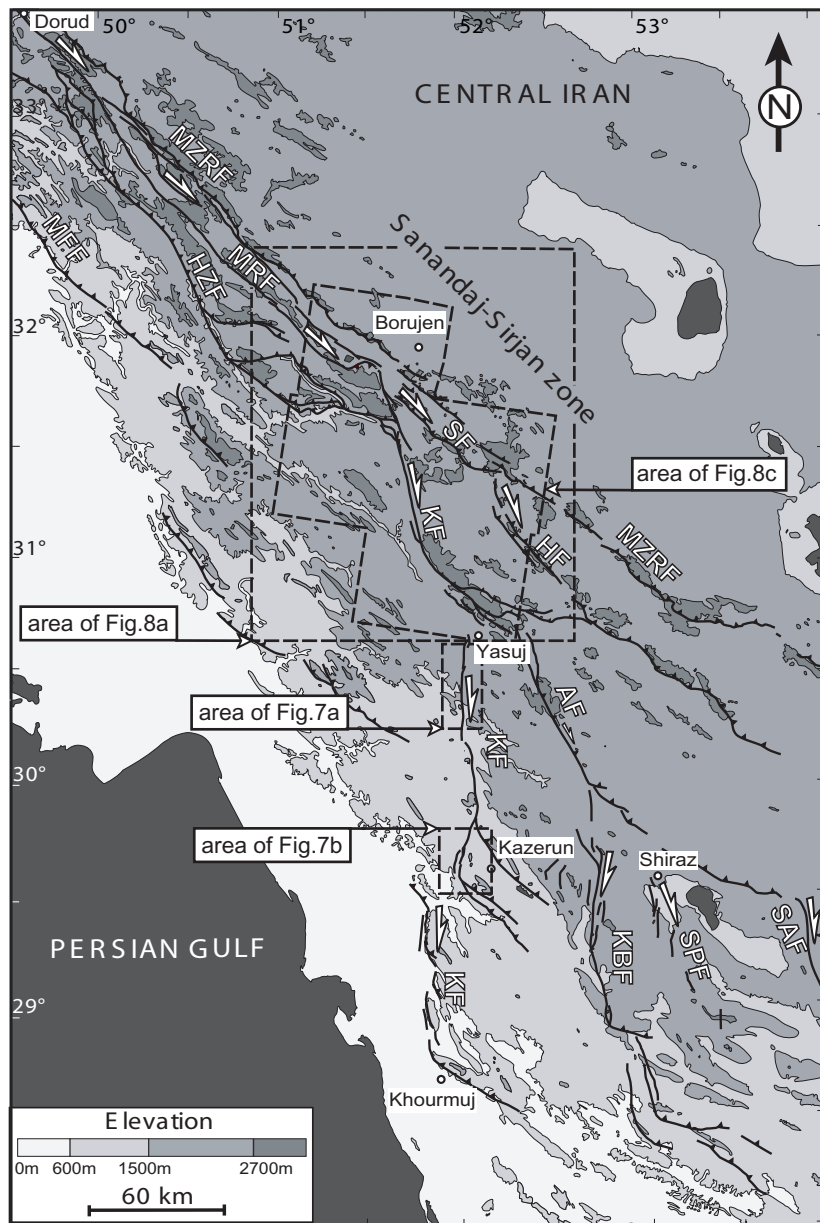 Dorud
50°
51°
52°
53°
CENTRAL IRAN
N
33°
MZRF
MFF
HZF
MRF
Sanandaj-Sirjan zone
32°
Borujen
SF
area of Fig.8c
KF
HF
MZRF
31°
area of Fig.8a
Yasuj
area of Fig.7a
AF
KF
30°
area of Fig.7b
Kazerun
Shiraz
PERSIAN GULF
KF
KBF
SPF
SAF
29°
Khourmuj
Elevation
0m 600m 1500m 2700m
60 km